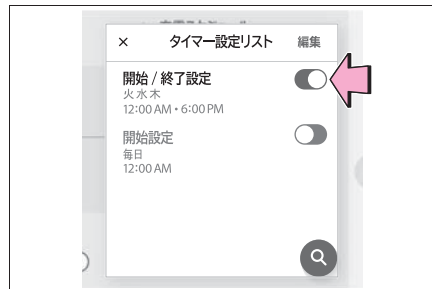 × タイマー設定リスト 編集
開始 / 終了設定
火水木
12:00 AM • 6:00 PM
開始設定
毎日
12:00 AM